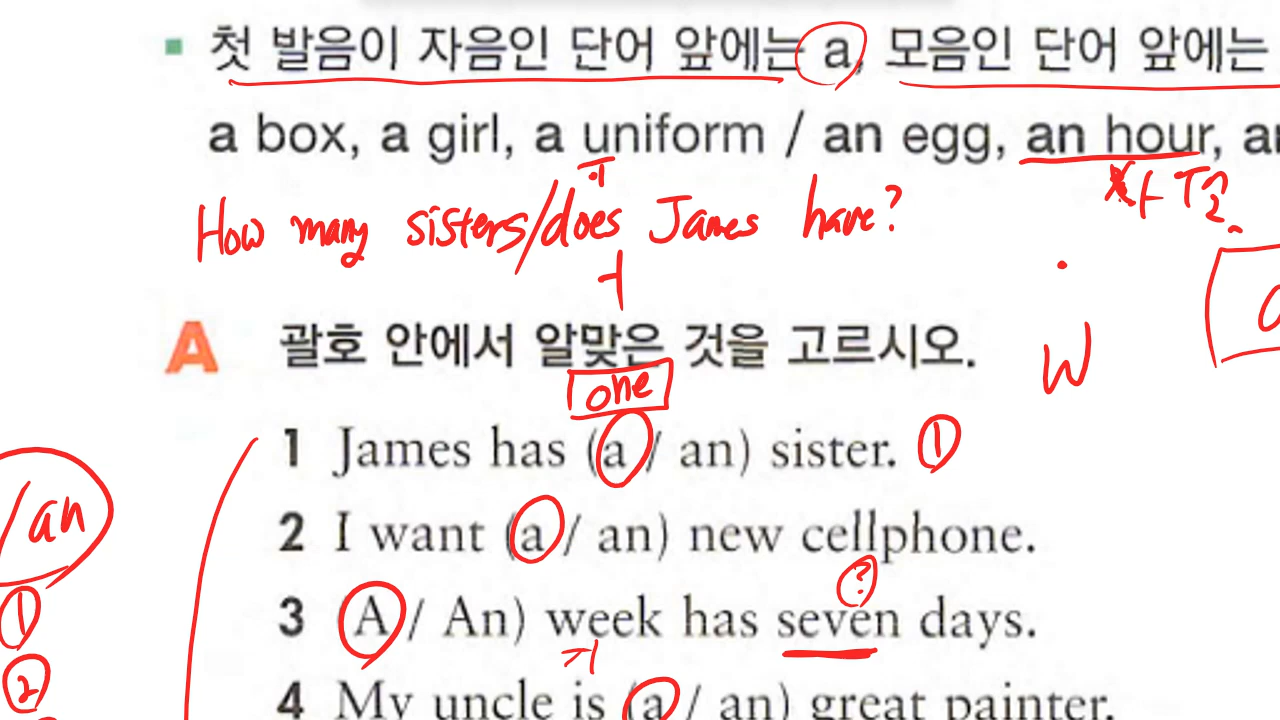 첫 발음이 자음인 단어 앞에는 a, 모음인 단어 앞에는
a box, a girl, a uniform / an egg, an hour,
How many sisters/does James have?
A 괄호 안에서 알맞은 것을 고르시오.
W
one
1 James has (a / an) sister. ①
/an
2 I want (a / an) new cellphone.
?
①
3 (A / An) week has seven days.
②
4 My uncle is (a / an) great painter.